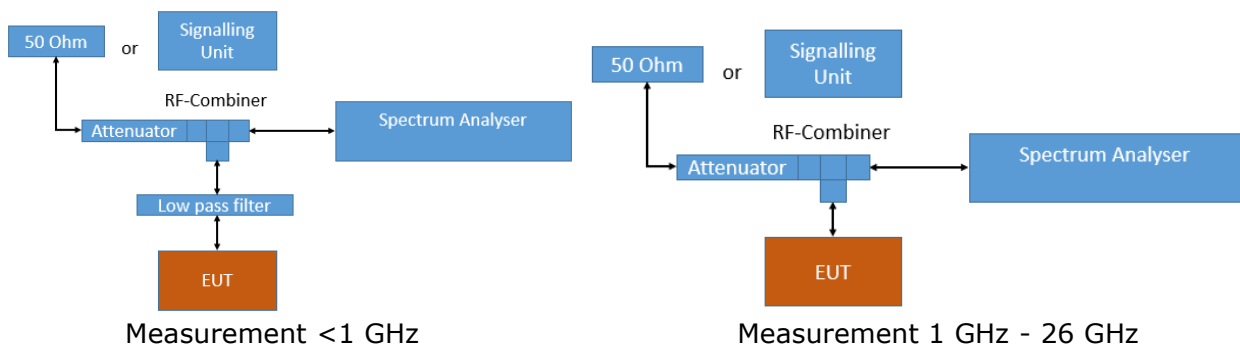 50 Ohm
or
Signalling
Unit
RF-Combiner
Attenuator
Spectrum Analyser
Low pass filter
EUT
Measurement <1 GHz
50 Ohm
or
Signalling
Unit
RF-Combiner
Attenuator
Spectrum Analyser
EUT
Measurement 1 GHz - 26 GHz